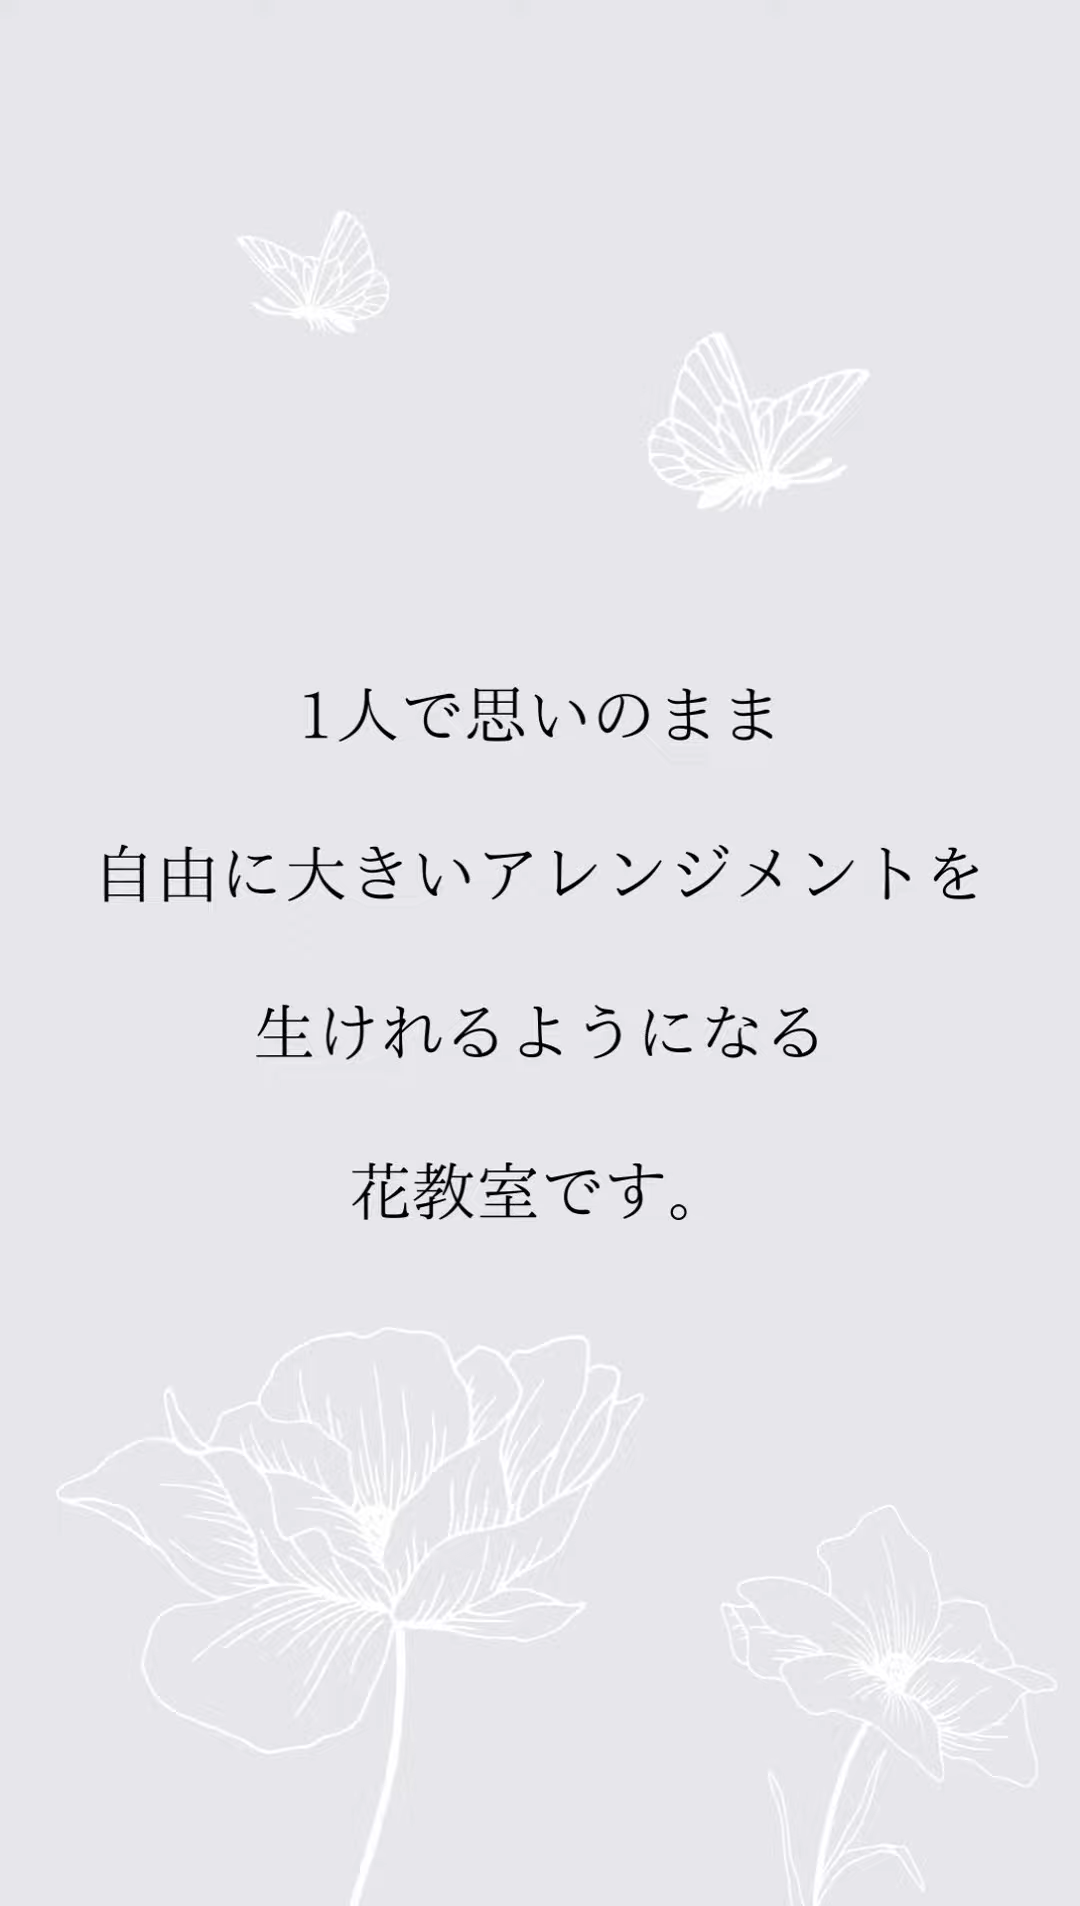 1人で思いのまま
自由に大きいアレンジメントを
生けれるようになる
花教室です。